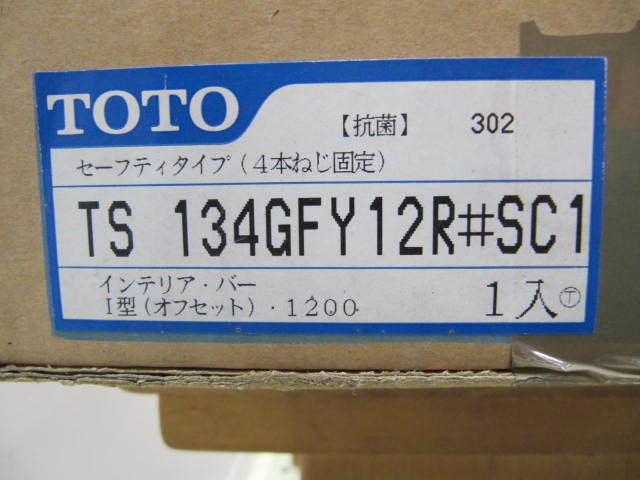 TOTO
【抗菌】 302
セーフティタイプ(4本ねじ固定)
TS 134GFY12R#SC1
インテリア・バー
I型(オフセット)・1200 1入 Ⓣ